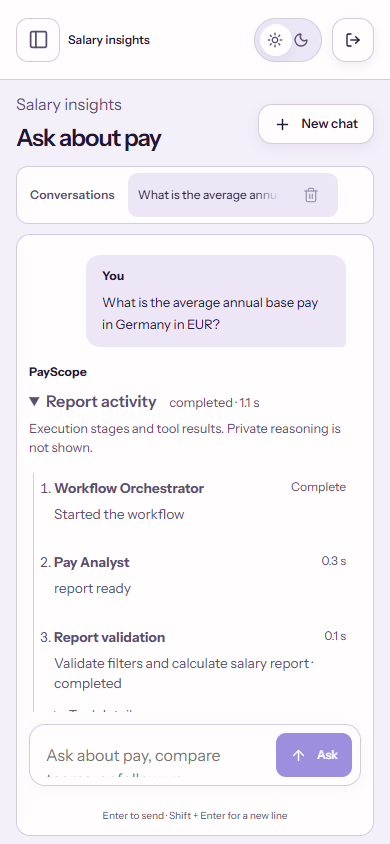 Salary insights
Salary insights
Ask about pay
New chat
Conversations
What is the average annu
You
What is the average annual base pay
in Germany in EUR?
PayScope
Report activity completed · 1.1 s
Execution stages and tool results. Private reasoning is
not shown.
1. Workflow Orchestrator Complete
Started the workflow
2. Pay Analyst 0.3 s
report ready
3. Report validation 0.1 s
Validate filters and calculate salary report ·
completed
Ask about pay, compare
Ask
Enter to send · Shift + Enter for a new line